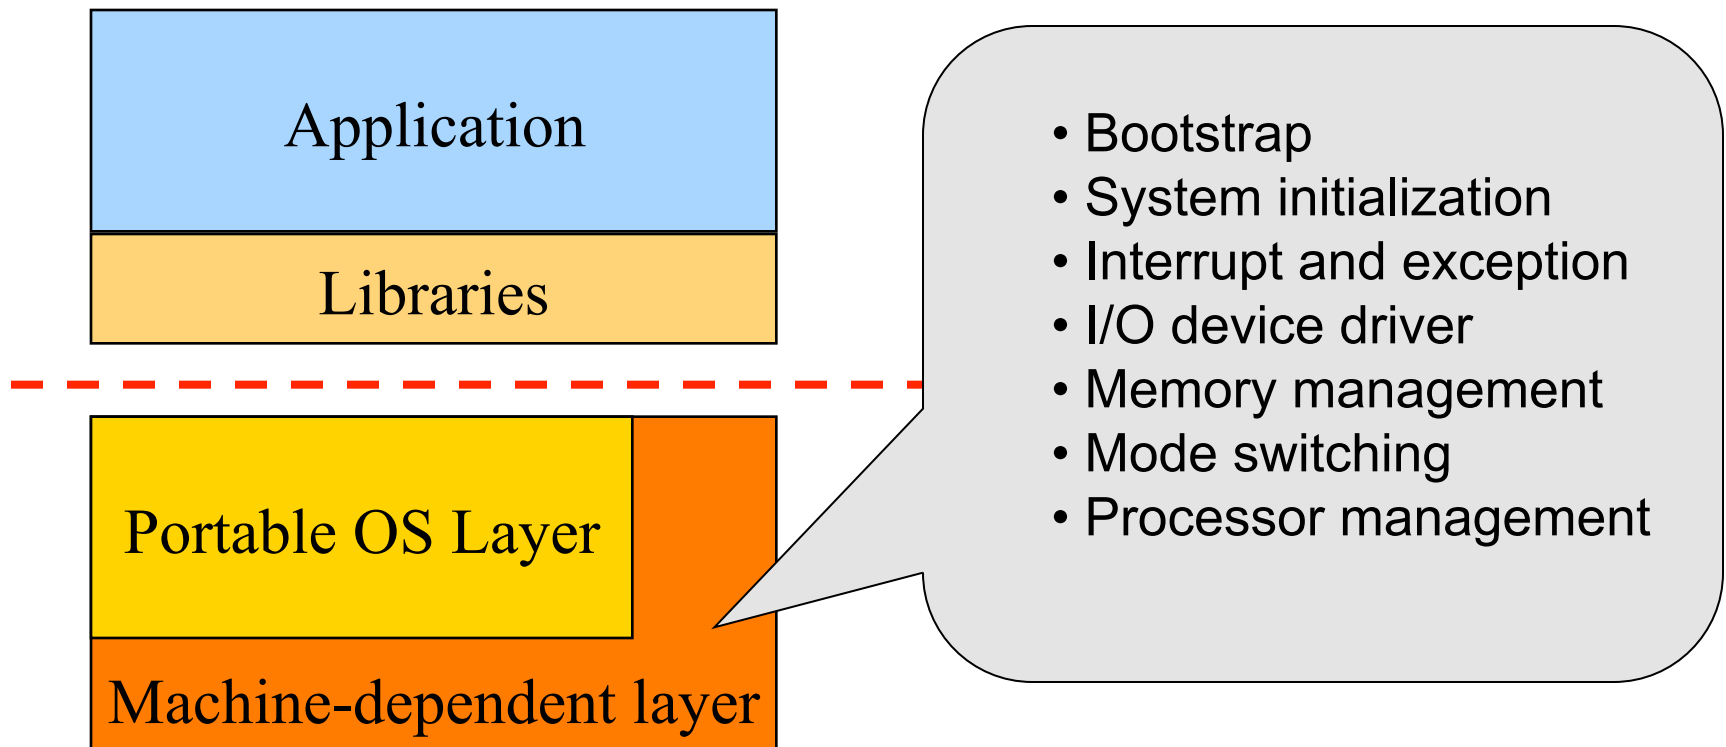 Application
Libraries
Portable OS Layer
Machine-dependent layer
• Bootstrap
• System initialization
• Interrupt and exception
• I/O device driver
• Memory management
• Mode switching
• Processor management